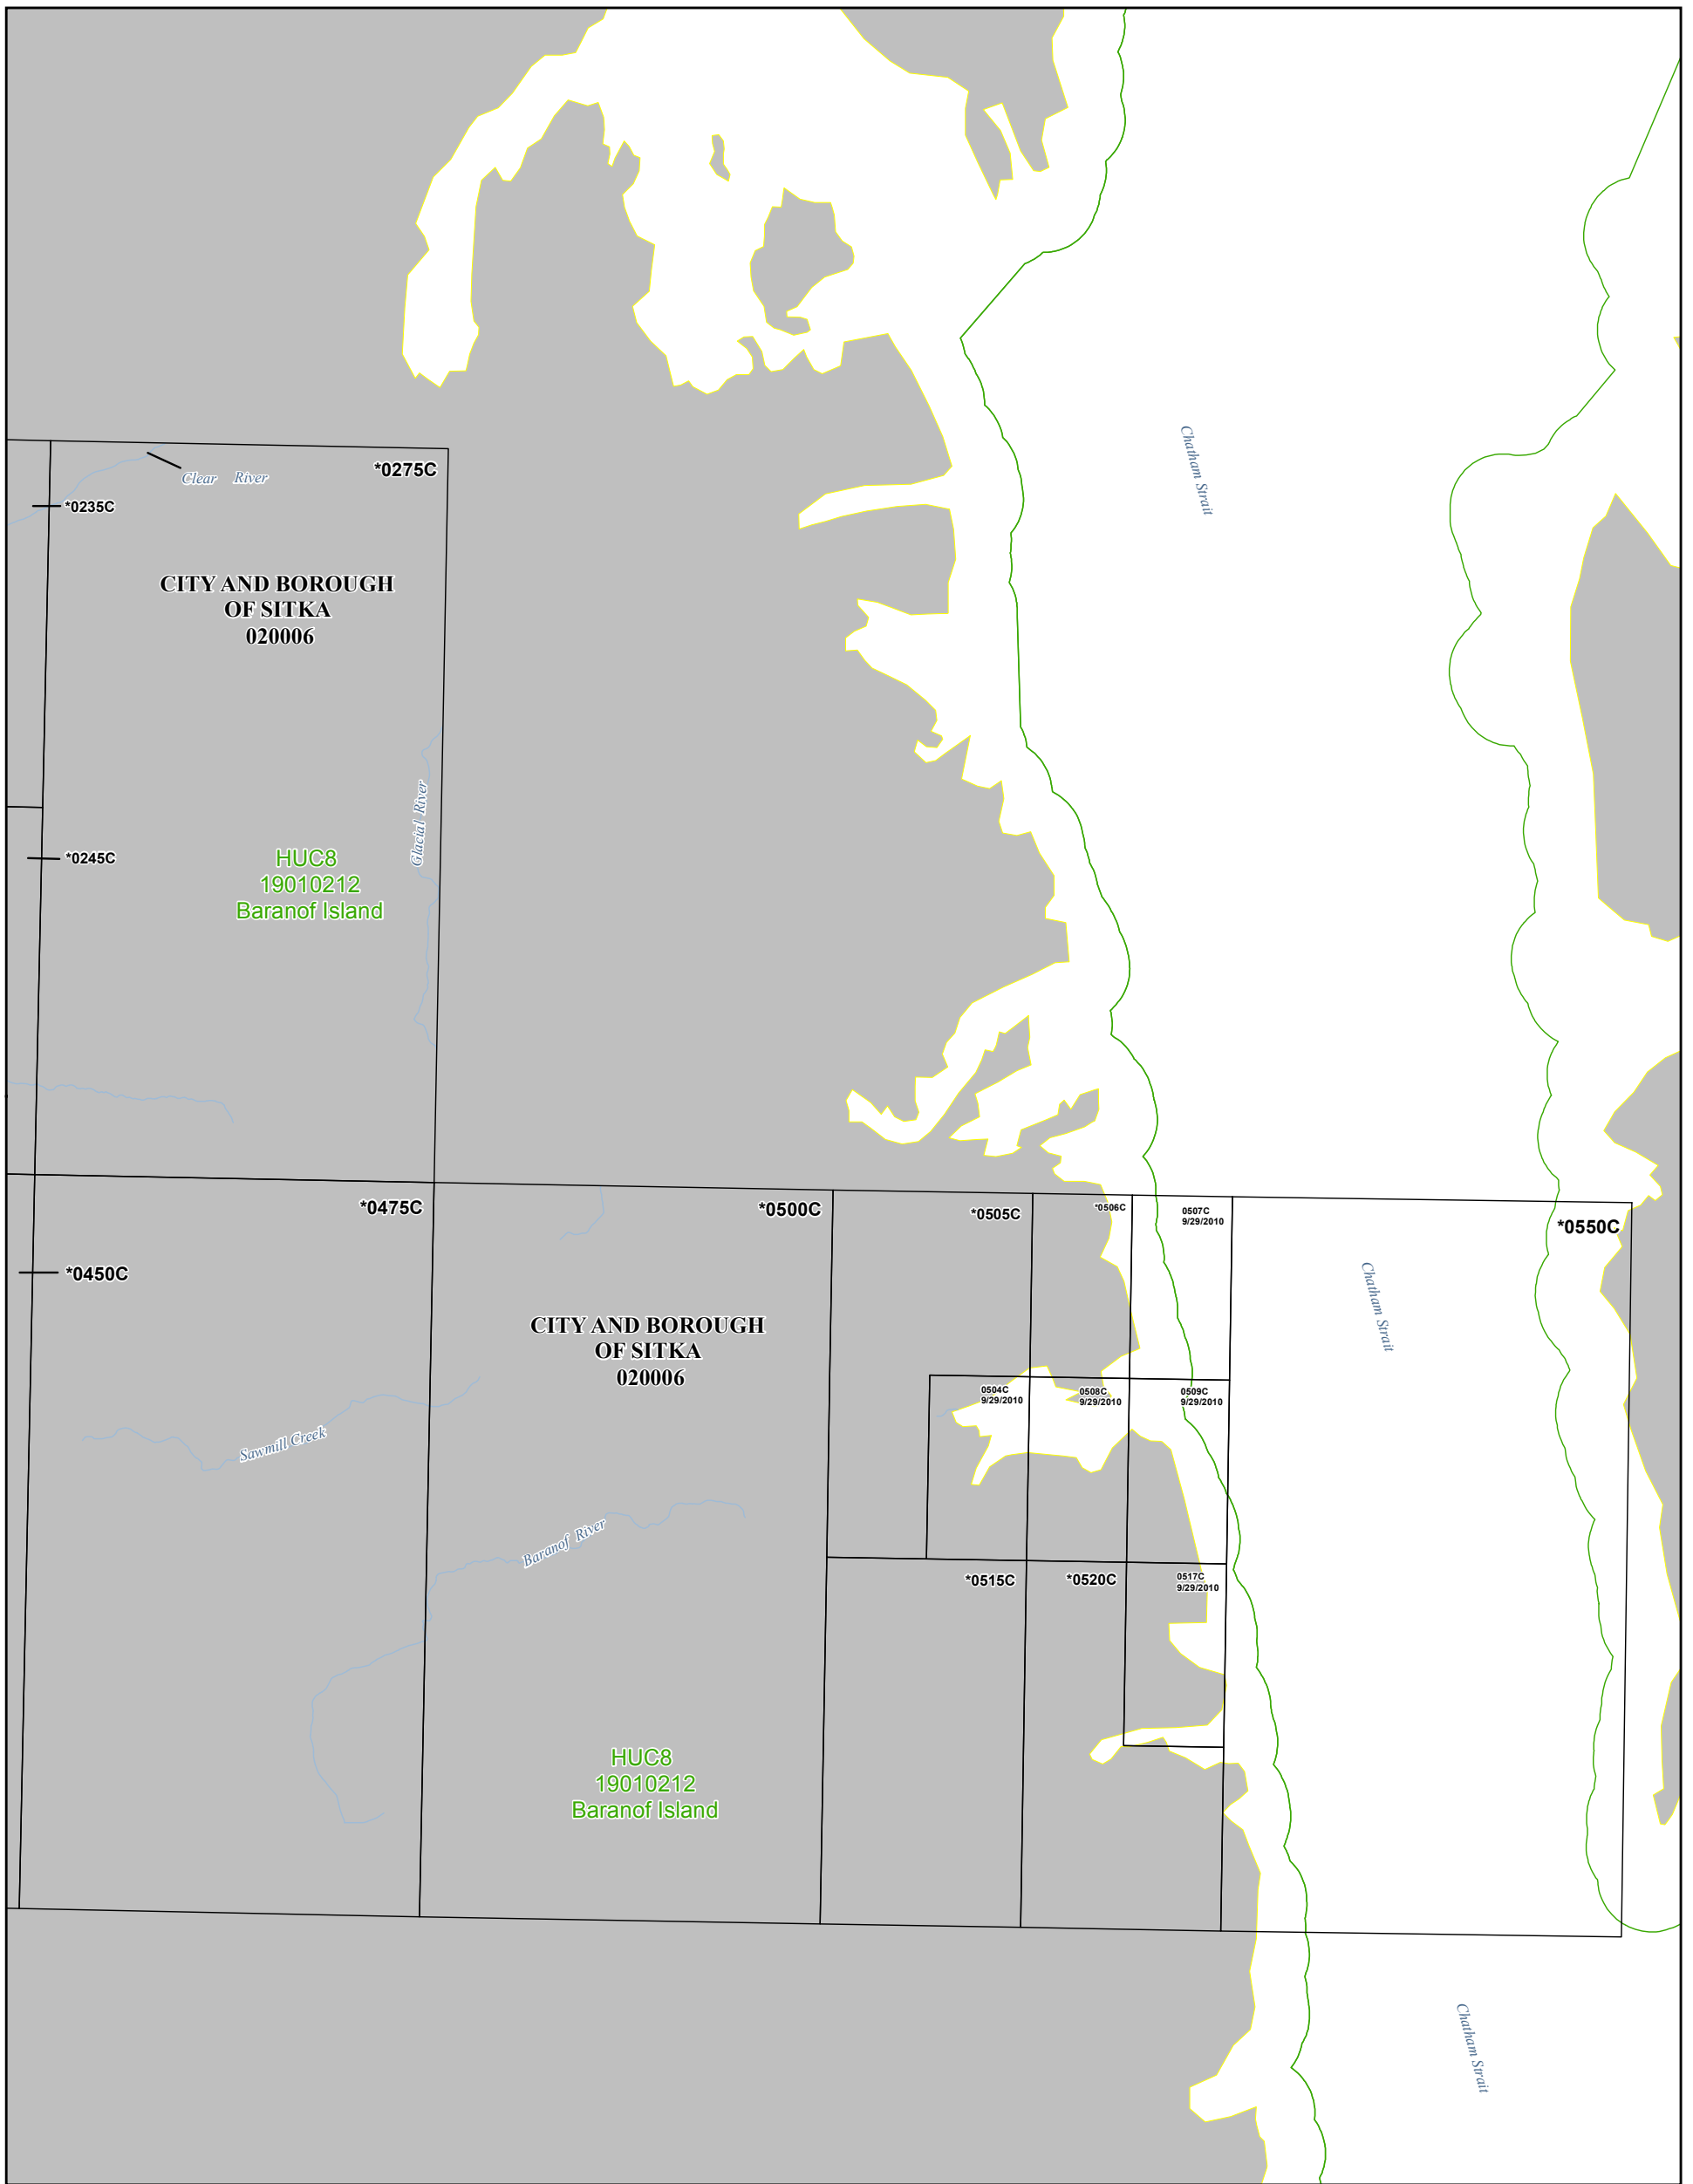 Chatham Strait
*0275C
Clear River
*0235C
CITY AND BOROUGH
OF SITKA
020006
Glacial River
*0245C
HUC8
19010212
Baranof Island
*0475C
*0500C
*0505C
*0506C
0507C
9/29/2010
*0550C
*0450C
Chatham Strait
CITY AND BOROUGH
OF SITKA
020006
0504C
9/29/2010
0508C
9/29/2010
0509C
9/29/2010
Sawmill Creek
Baranof River
*0515C
*0520C
0517C
9/29/2010
HUC8
19010212
Baranof Island
Chatham Strait